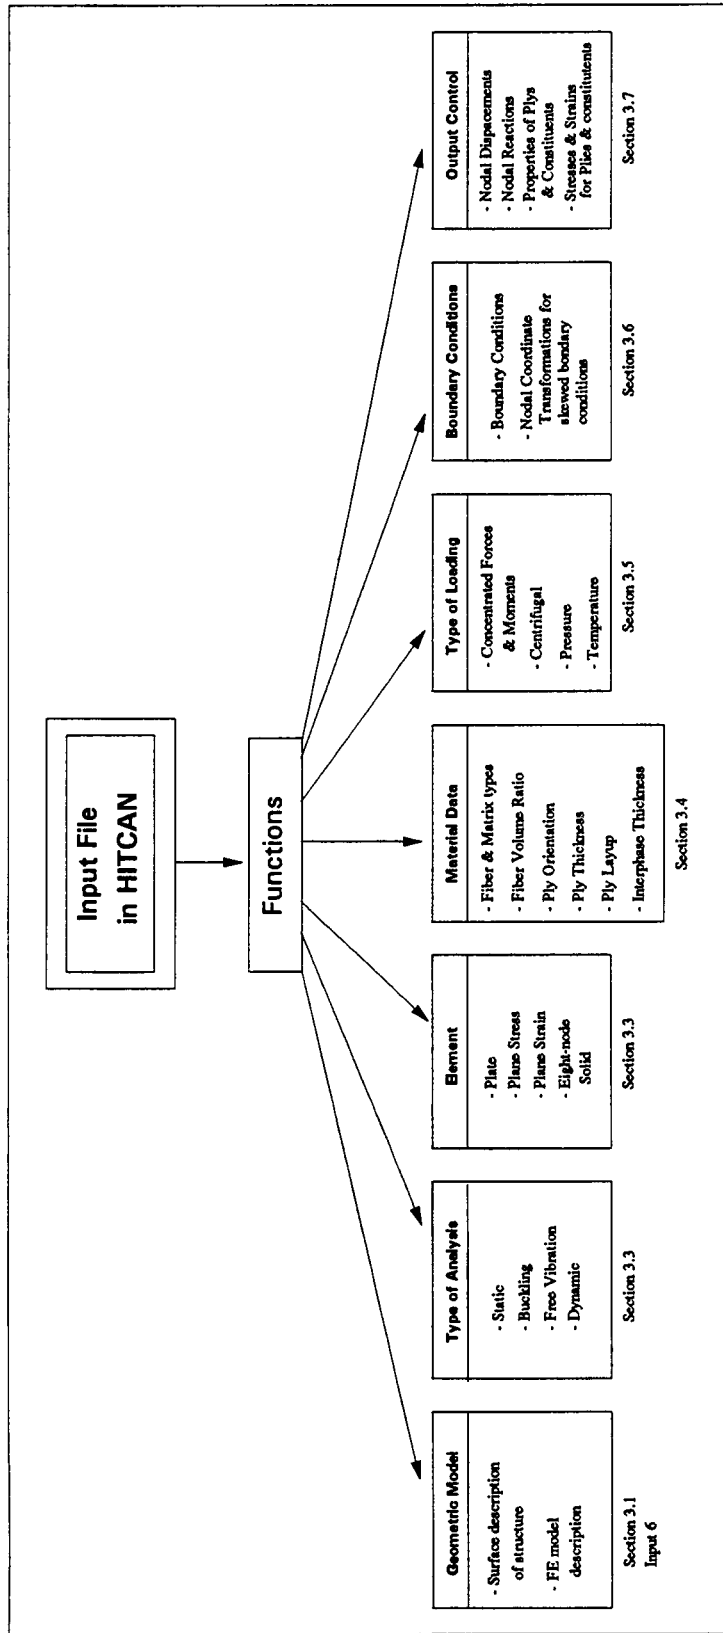 Input File
in HITCAN
Functions
Geometric Model
- Surface description
of structure
- FE model
description
Section 3.1
Input 6
Type of Analysis
- Static
- Buckling
- Free Vibration
- Dynamic
Section 3.3
Element
- Plate
- Plane Stress
- Plane Strain
- Eight-node
Solid
Section 3.3
Material Data
- Fiber & Matrix types
- Fiber Volume Ratio
- Ply Orientation
- Ply Thickness
- Ply Layup
- Interphase Thickness
Section 3.4
Type of Loading
- Concentrated Forces
& Moments
- Centrifugal
- Pressure
- Temperature
Section 3.5
Boundary Conditions
- Boundary Conditions
- Nodal Coordinate
Transformations for
skewed bondary
conditions
Section 3.6
Output Control
- Nodal Dispacements
- Nodal Reactions
- Properties of Plys
& Constituents
- Stresses & Strains
for Plies & constitutents
Section 3.7